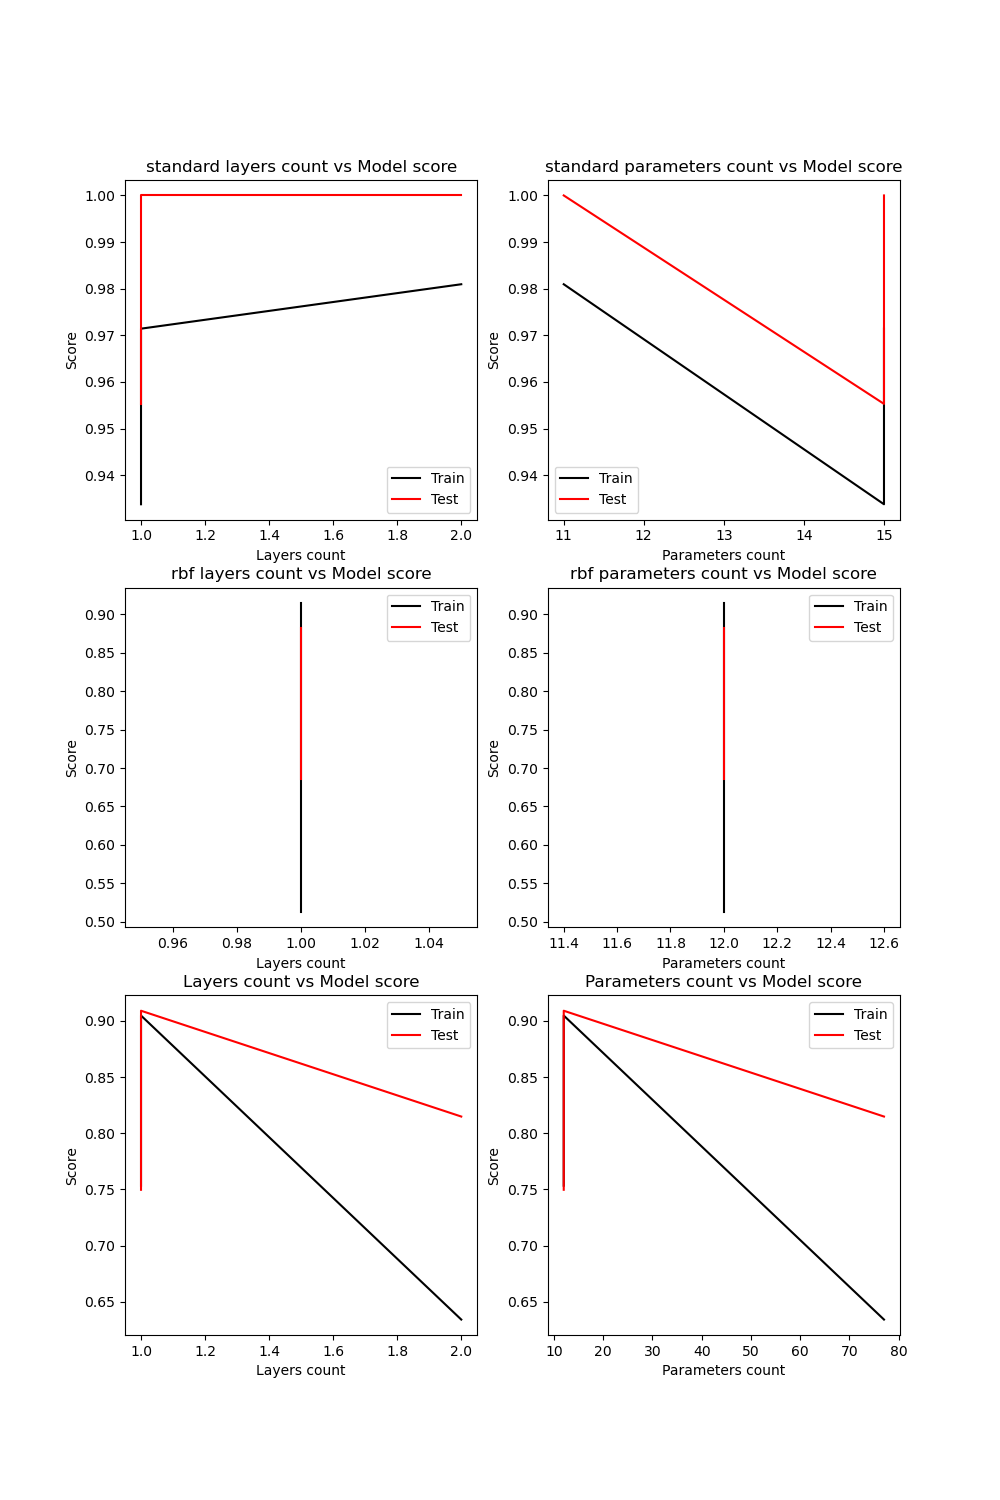 standard layers count vs Model score
1.00
0.99
0.98
0.97
0.96
0.95
0.94
Score
Train
Test
1.0 1.2 1.4 1.6 1.8 2.0
Layers count
standard parameters count vs Model score
1.00
0.99
0.98
0.97
0.96
0.95
0.94
Score
Train
Test
11 12 13 14 15
Parameters count
rbf layers count vs Model score
0.90
0.85
0.80
0.75
0.70
0.65
0.60
0.55
0.50
Score
Train
Test
0.96 0.98 1.00 1.02 1.04
Layers count
rbf parameters count vs Model score
0.90
0.85
0.80
0.75
0.70
0.65
0.60
0.55
0.50
Score
Train
Test
11.4 11.6 11.8 12.0 12.2 12.4 12.6
Parameters count
Layers count vs Model score
0.90
0.85
0.80
0.75
0.70
0.65
Score
Train
Test
1.0 1.2 1.4 1.6 1.8 2.0
Layers count
Parameters count vs Model score
0.90
0.85
0.80
0.75
0.70
0.65
Score
Train
Test
10 20 30 40 50 60 70 80
Parameters count